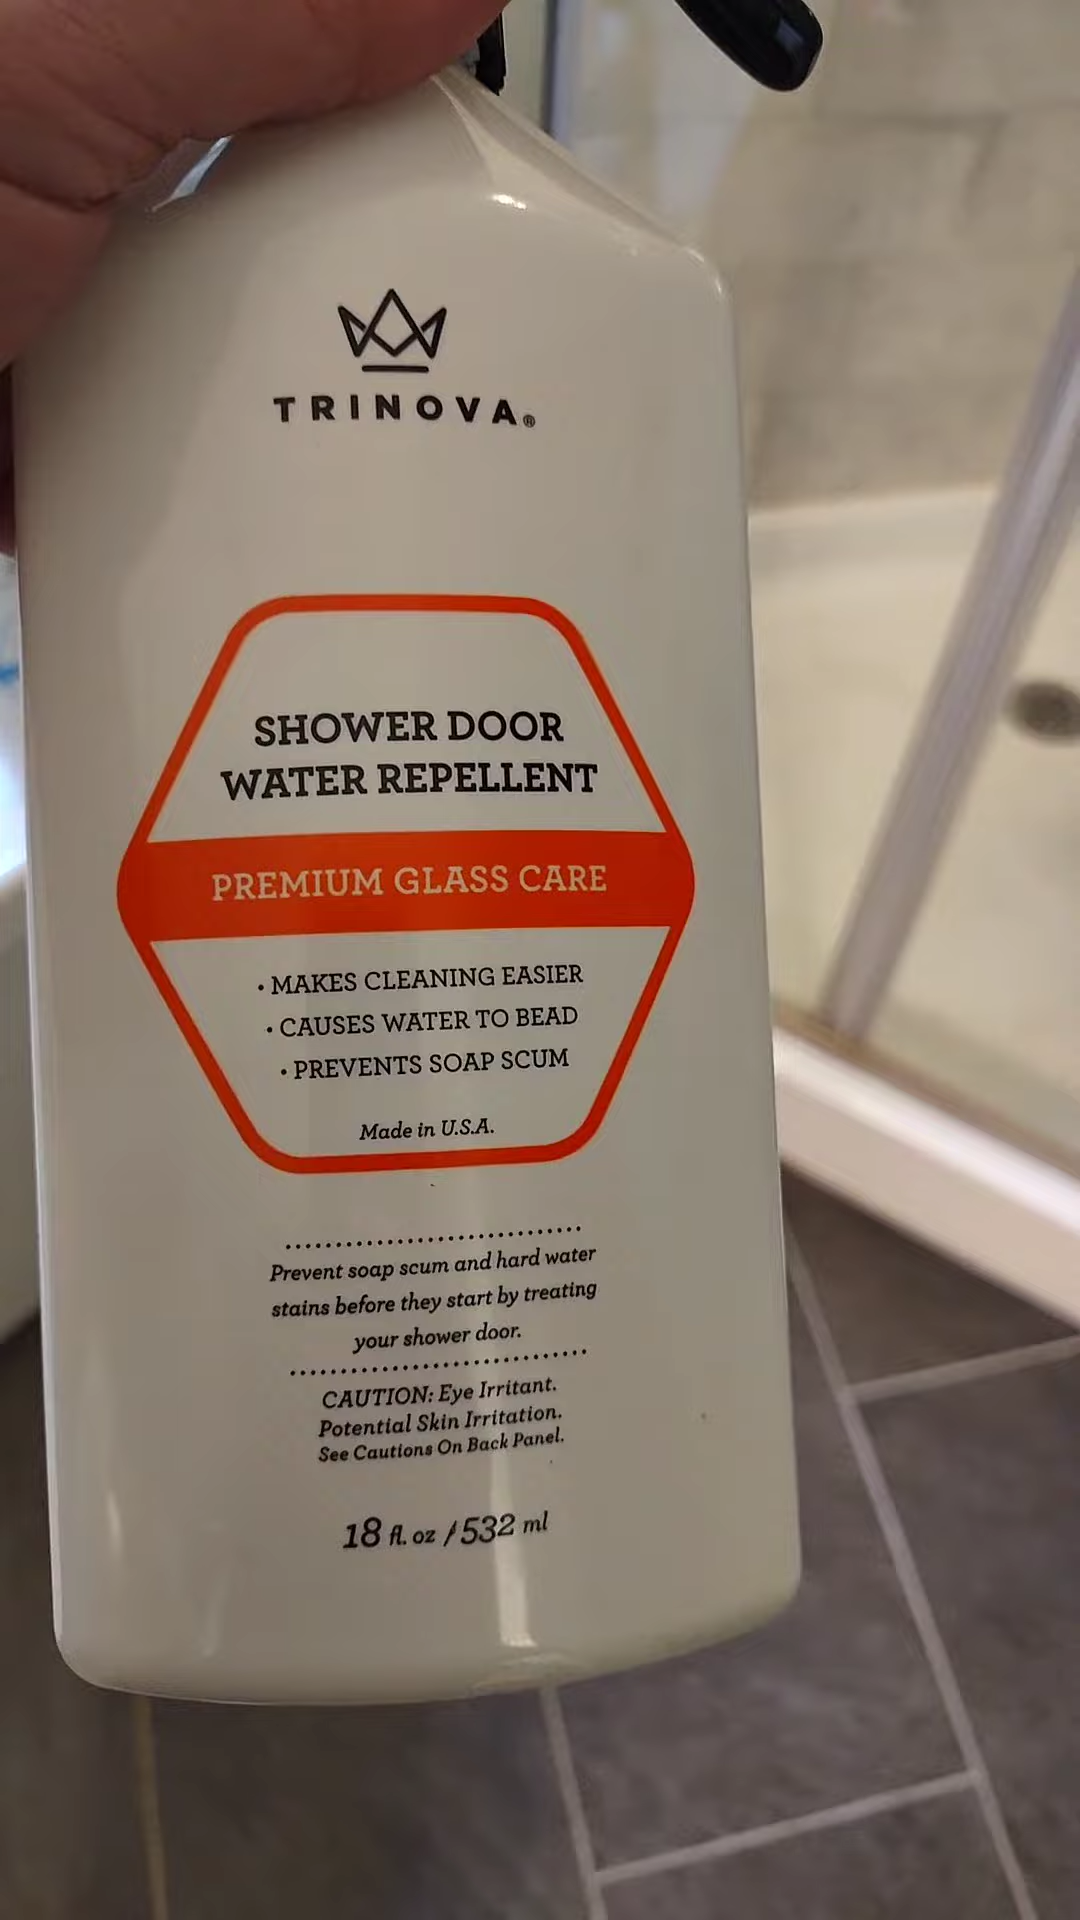 TRINOVA®
SHOWER DOOR
WATER REPELLENT
PREMIUM GLASS CARE
• MAKES CLEANING EASIER
• CAUSES WATER TO BEAD
• PREVENTS SOAP SCUM
Made in U.S.A.
Prevent soap scum and hard water
stains before they start by treating
your shower door.
CAUTION: Eye Irritant.
Potential Skin Irritation.
See Cautions On Back Panel.
18 fl. oz / 532 ml